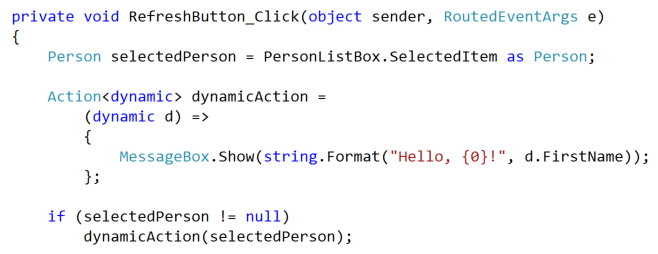 private void RefreshButton_Click(object sender, RoutedEventArgs e)
{
    Person selectedPerson = PersonListBox.SelectedItem as Person;

    Action<dynamic> dynamicAction =
        (dynamic d) =>
        {
            MessageBox.Show(string.Format("Hello, {0}!", d.FirstName));
        };

    if (selectedPerson != null)
        dynamicAction(selectedPerson);